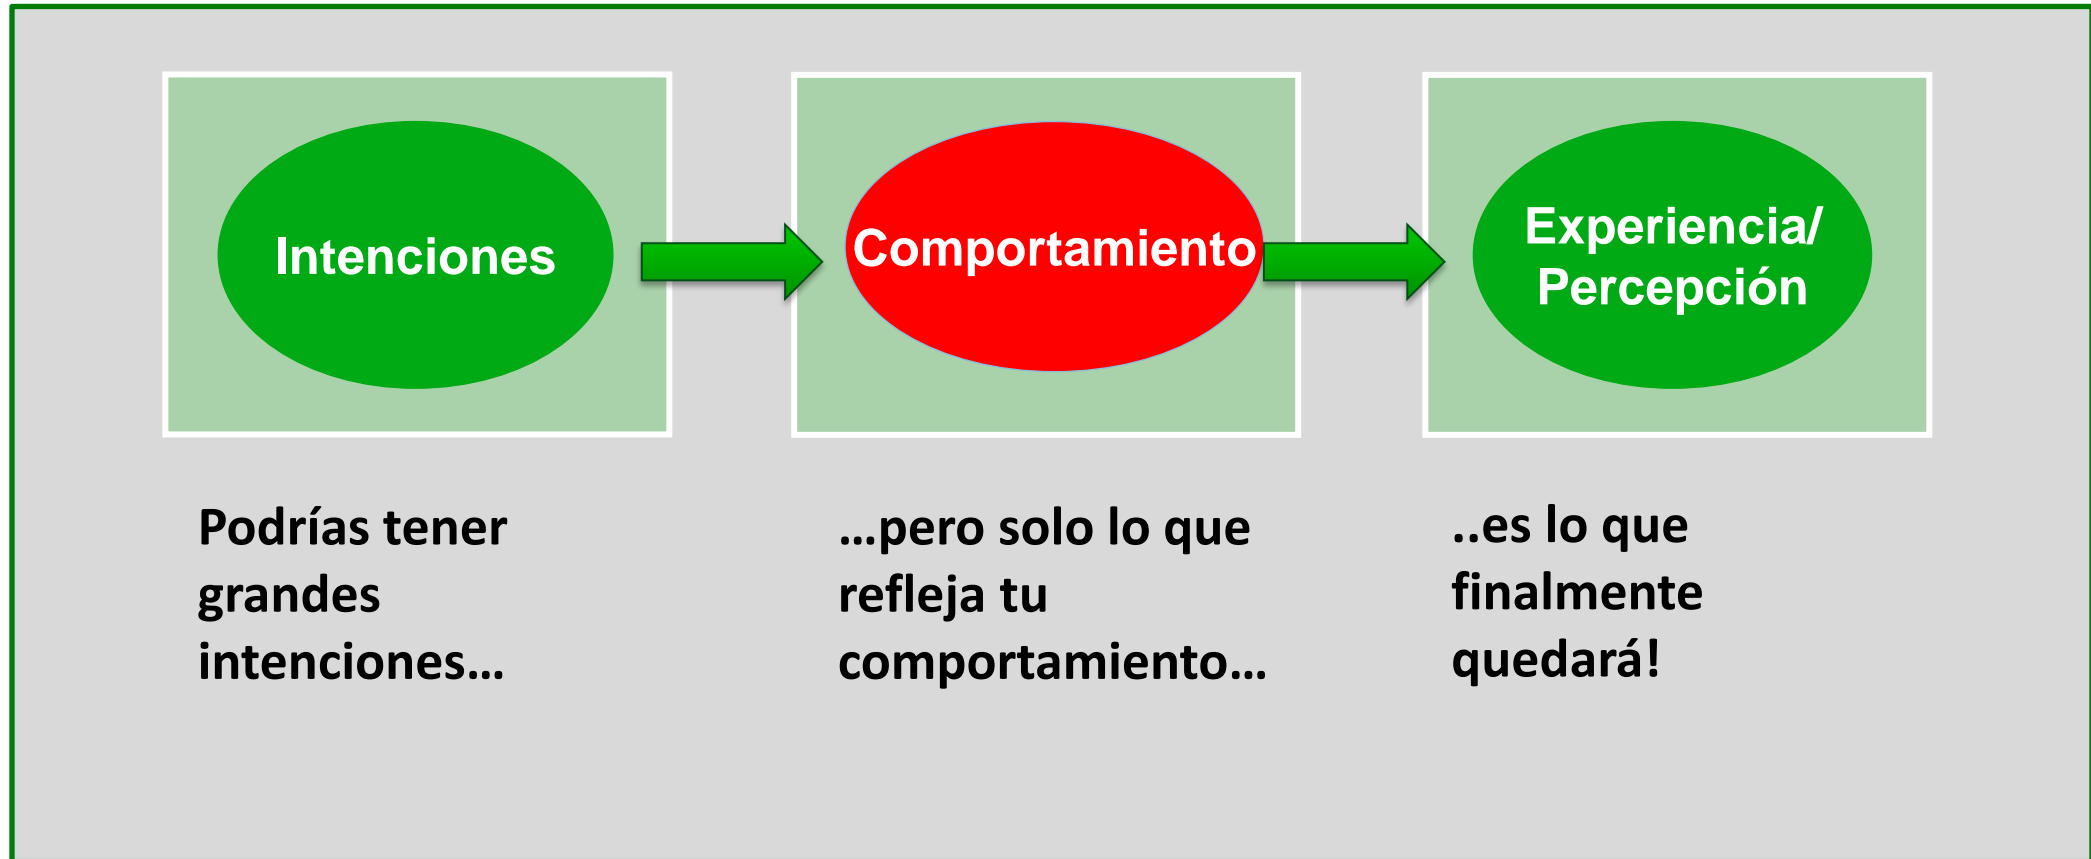 Intenciones
Comportamiento
Experiencia/
Percepción
Podrías tener
grandes
intenciones…
…pero solo lo que
refleja tu
comportamiento…
..es lo que
finalmente
quedará!